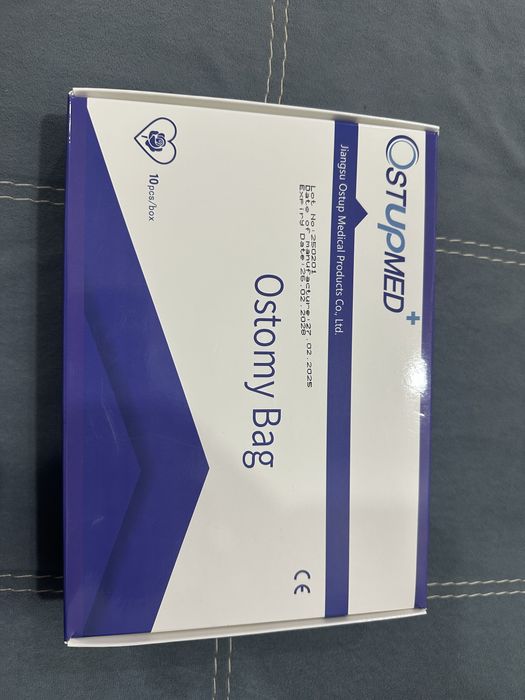 OSTUPMED
Jiangsu Ostup Medical Products Co., Ltd.
Lot No:250201
Date of manufacture:27.02.2025
Expiry Date:26.02.2028
Ostomy Bag
10pcs/box
CE